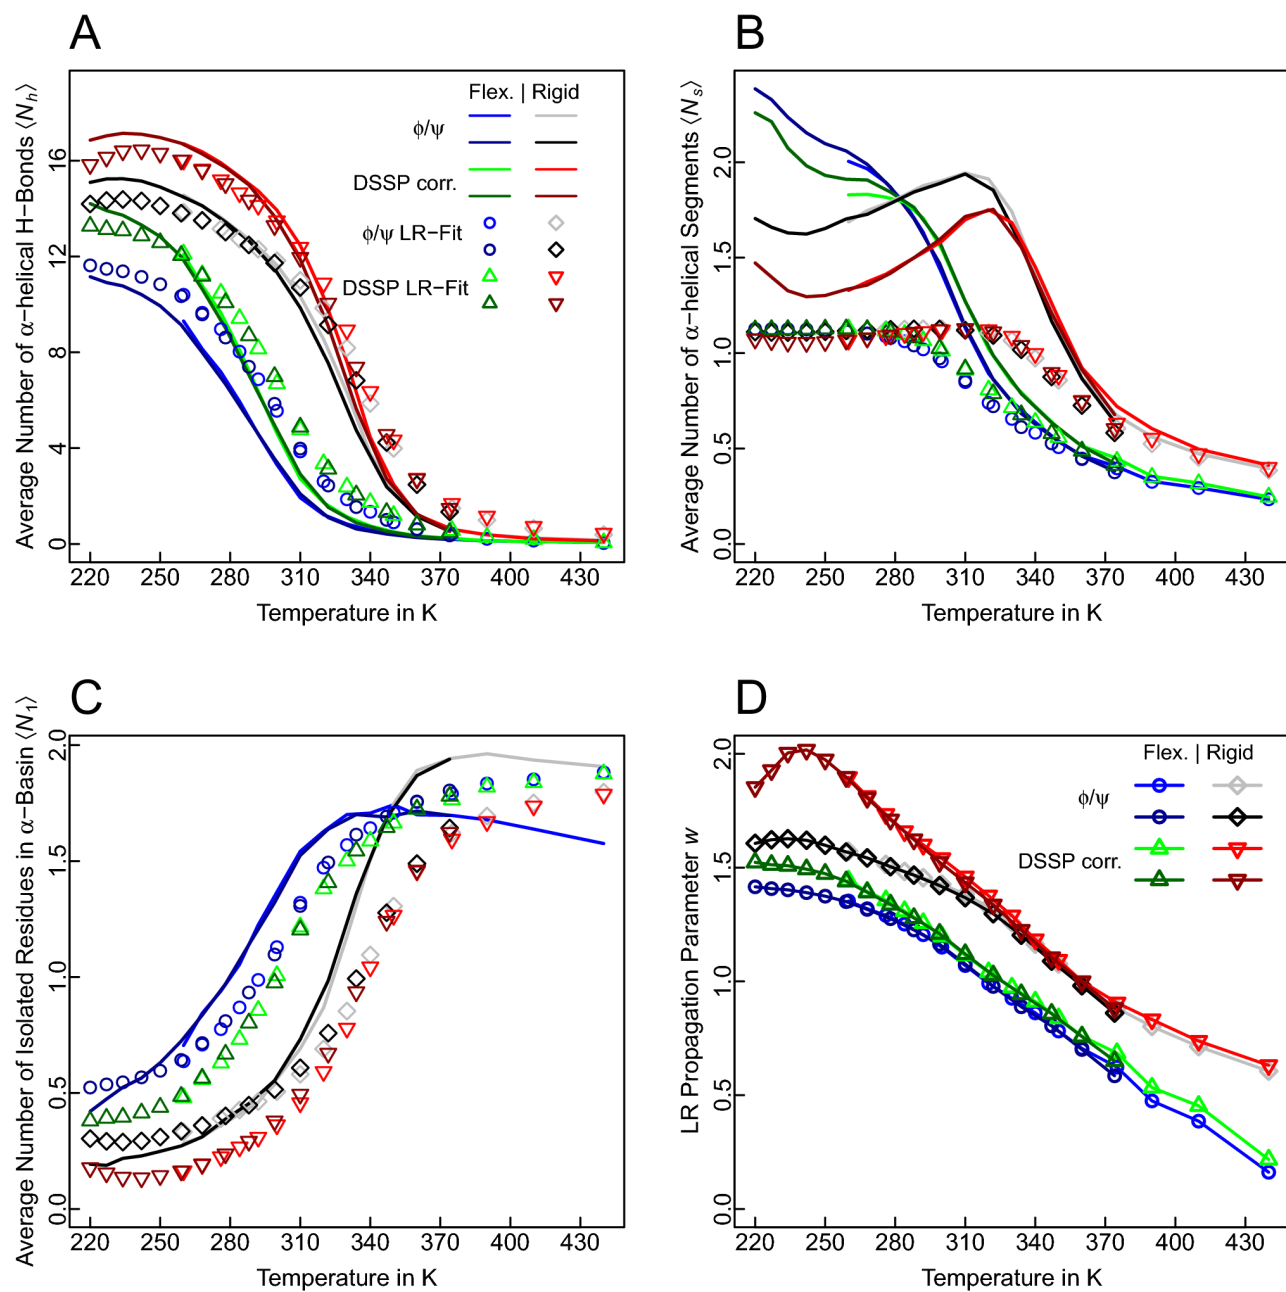 A
Average Number of α−helical H−Bonds ⟨Nh⟩
0
4
8
12
16
Flex. | Rigid
ϕ/ψ
DSSP corr.
ϕ/ψ LR−Fit
DSSP LR−Fit
220 250 280 310 340 370 400 430
Temperature in K
B
Average Number of α−helical Segments ⟨Ns⟩
0.0
0.5
1.0
1.5
2.0
220 250 280 310 340 370 400 430
Temperature in K
C
Average Number of Isolated Residues in α−Basin ⟨N1⟩
0.0
0.5
1.0
1.5
2.0
220 250 280 310 340 370 400 430
Temperature in K
D
LR Propagation Parameter w
0.0
0.5
1.0
1.5
2.0
Flex. | Rigid
ϕ/ψ
DSSP corr.
220 250 280 310 340 370 400 430
Temperature in K